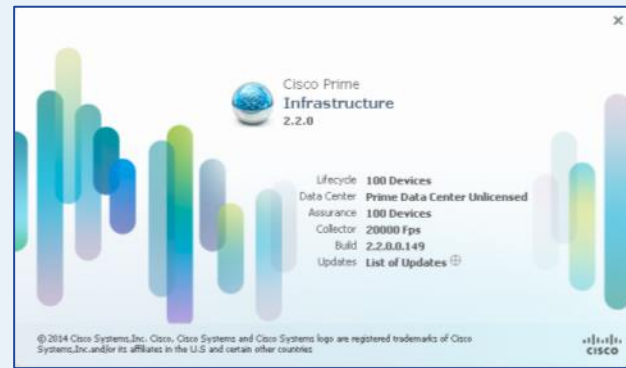 ×
Cisco Prime
Infrastructure
2.2.0
Lifecycle 100 Devices
Data Center Prime Data Center Unlicensed
Assurance 100 Devices
Collector 20000 Fps
Build 2.2.0.0.149
Updates List of Updates
© 2014 Cisco Systems,Inc. Cisco, Cisco Systems and Cisco Systems logo are registered trademarks of Cisco
Systems,Inc.and/or its affiliates in the U.S and certain other countries
CISCO